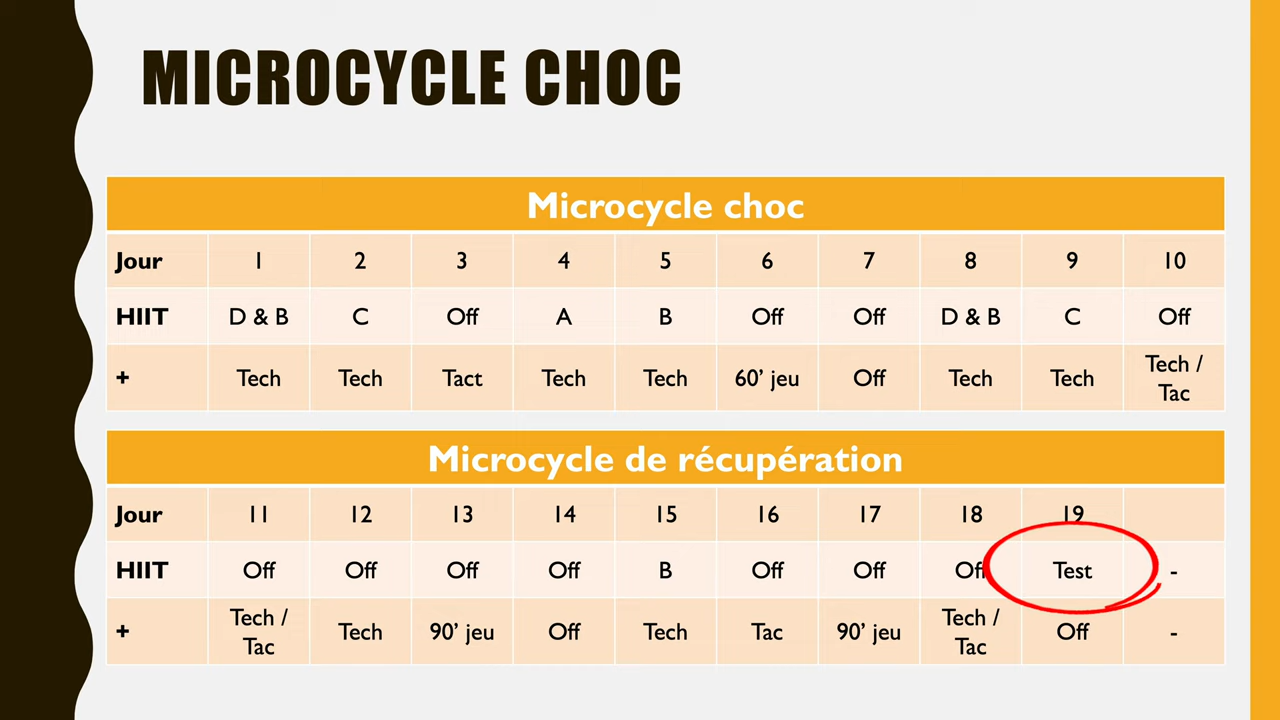 MICROCYCLE CHOC
Microcycle choc
Jour 1 2 3 4 5 6 7 8 9 10
HIIT D & B C Off A B Off Off D & B C Off
+ Tech Tech Tact Tech Tech 60’ jeu Off Tech Tech Tech / Tac
Microcycle de récupération
Jour 11 12 13 14 15 16 17 18 19
HIIT Off Off Off Off B Off Off Off Test -
+ Tech / Tac Tech 90’ jeu Off Tech Tac 90’ jeu Tech / Tac Off -